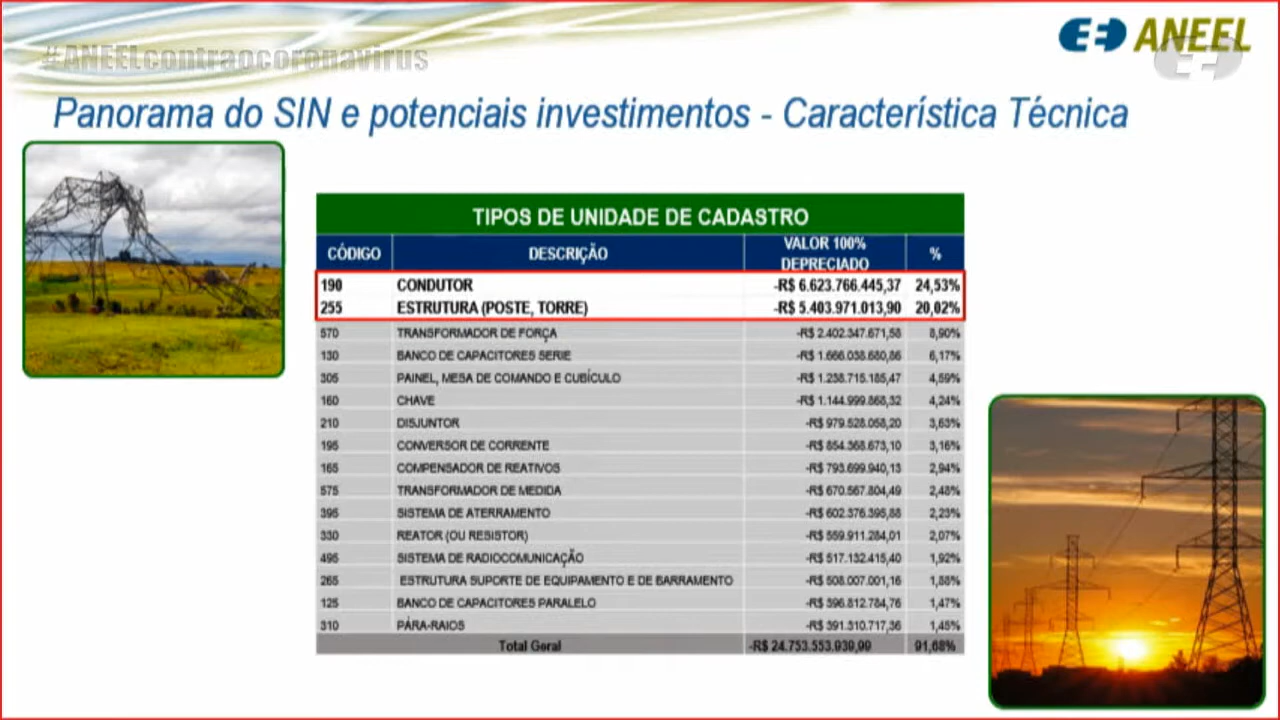 #ANEELcontraocoronavirus
ANEEL
Panorama do SIN e potenciais investimentos - Característica Técnica
TIPOS DE UNIDADE DE CADASTRO
CÓDIGO DESCRIÇÃO VALOR 100% DEPRECIADO %
190 CONDUTOR -R$ 6.623.766.445,37 24,53%
255 ESTRUTURA (POSTE, TORRE) -R$ 5.403.971.013,90 20,02%
570 TRANSFORMADOR DE FORÇA -R$ 2.402.347.671,58 8,90%
130 BANCO DE CAPACITORES SERIE -R$ 1.666.038.680,86 6,17%
305 PAINEL, MESA DE COMANDO E CUBÍCULO -R$ 1.238.715.185,47 4,59%
160 CHAVE -R$ 1.144.999.868,32 4,24%
210 DISJUNTOR -R$ 979.528.058,20 3,63%
195 CONVERSOR DE CORRENTE -R$ 854.368.673,10 3,16%
165 COMPENSADOR DE REATIVOS -R$ 793.699.940,13 2,94%
575 TRANSFORMADOR DE MEDIDA -R$ 670.567.804,49 2,48%
395 SISTEMA DE ATERRAMENTO -R$ 602.376.395,88 2,23%
330 REATOR (OU RESISTOR) -R$ 559.911.284,01 2,07%
495 SISTEMA DE RADIOCOMUNICAÇÃO -R$ 517.132.415,40 1,92%
265 ESTRUTURA SUPORTE DE EQUIPAMENTO E DE BARRAMENTO -R$ 508.007.001,16 1,88%
125 BANCO DE CAPACITORES PARALELO -R$ 396.812.784,76 1,47%
310 PÁRA-RAIOS -R$ 391.310.717,36 1,45%
Total Geral -R$ 24.753.553.939,99 91,68%